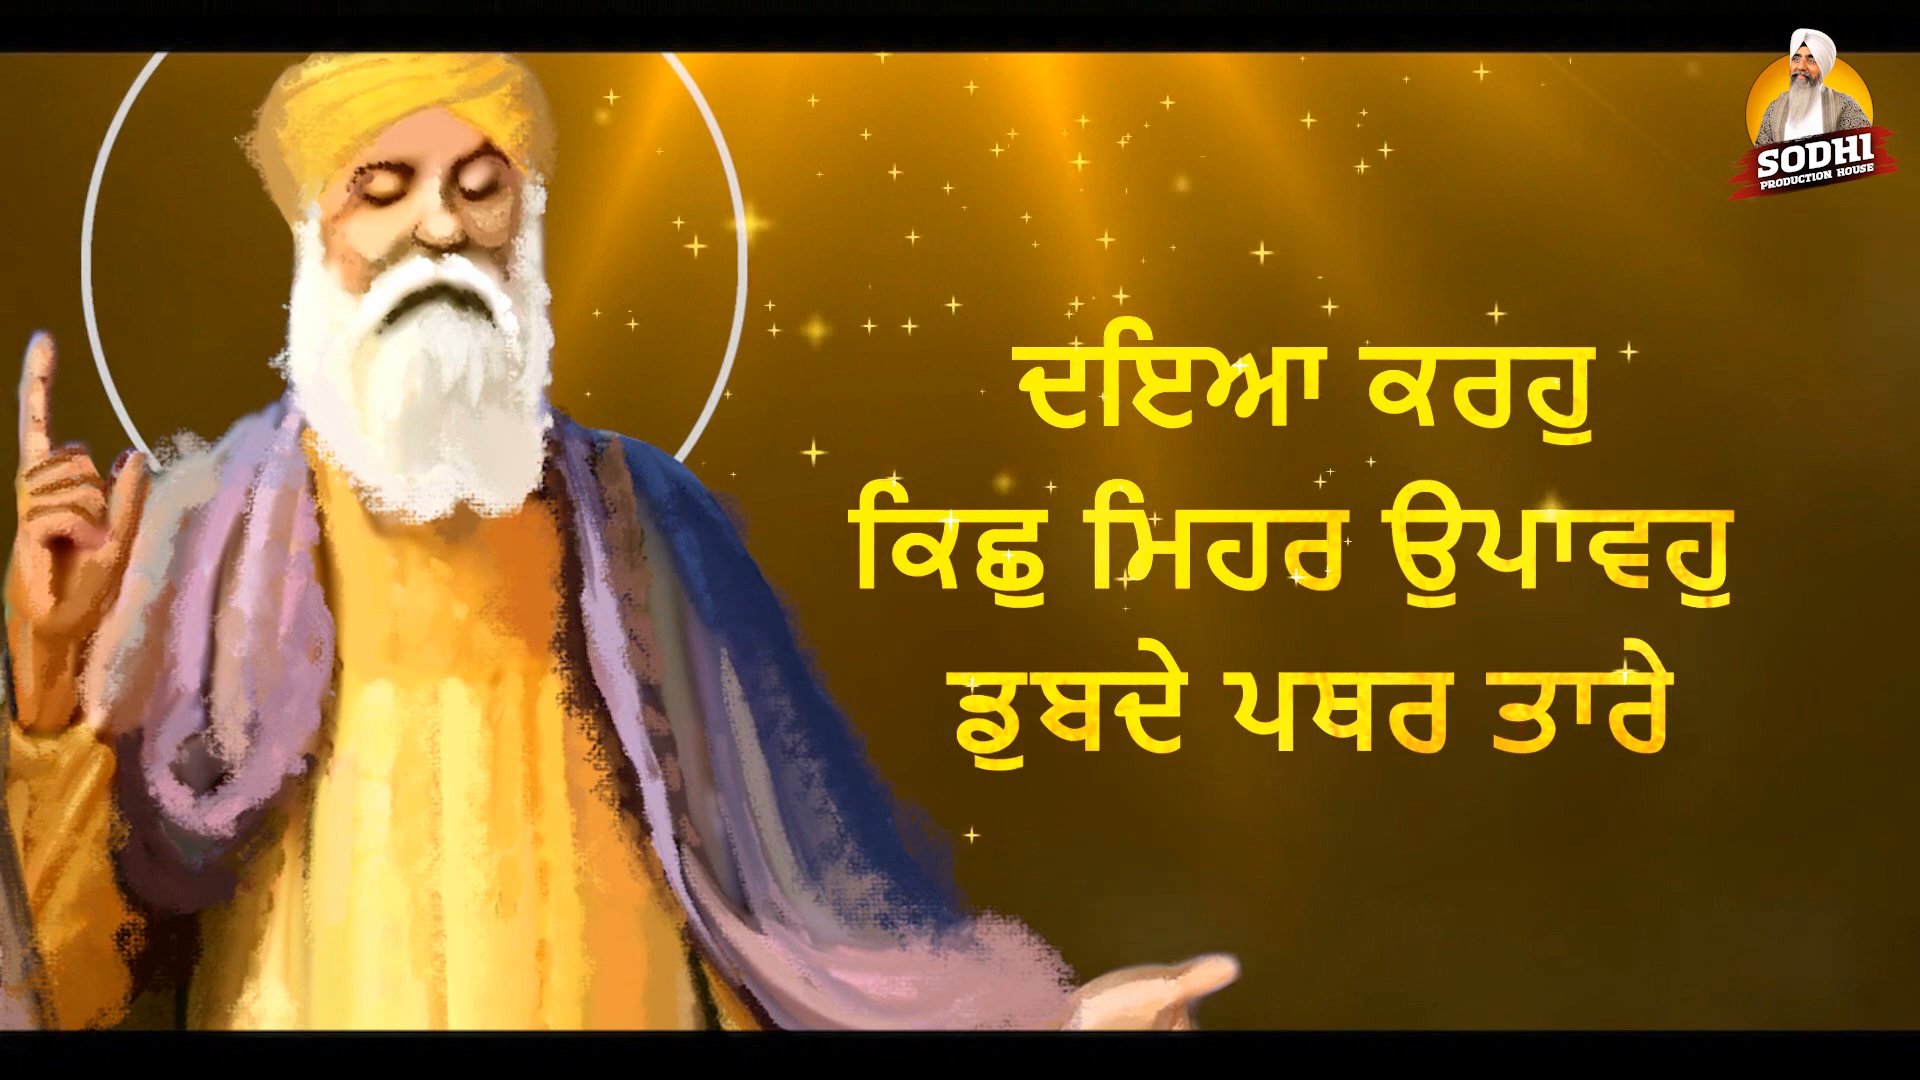 SODHI
PRODUCTION HOUSE
ਦਇਆ ਕਰਹੁ
ਕਿਛੁ ਮਿਹਰ ਉਪਾਵਹੁ
ਡੁਬਦੇ ਪਥਰ ਤਾਰੇ